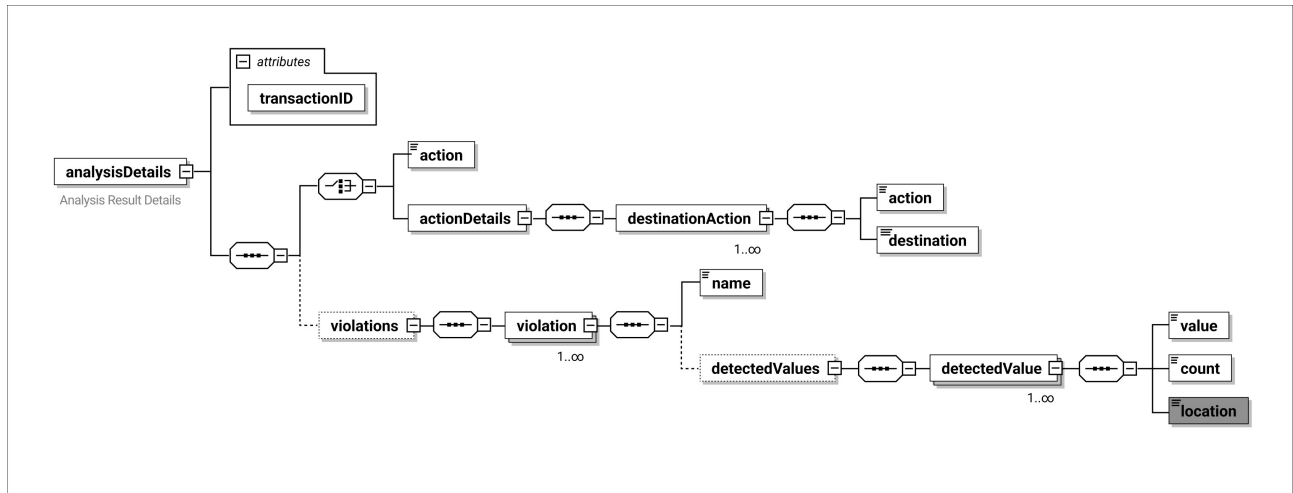 attributes
transactionID
analysisDetails
Analysis Result Details
action
actionDetails
destinationAction
1..∞
action
destination
violations
violation
1..∞
name
detectedValues
detectedValue
1..∞
value
count
location